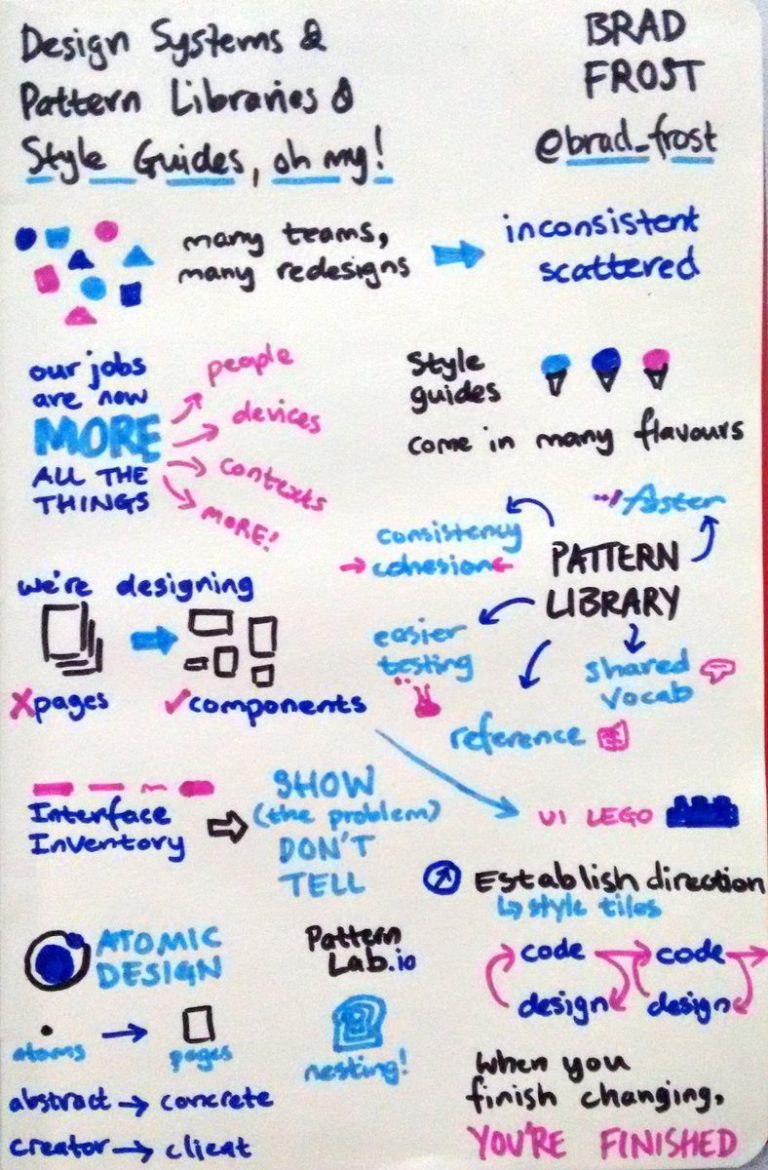 Design Systems &
Pattern Libraries &
Style Guides, oh my!
BRAD
FROST
@brad_frost
many teams,
many redesigns
inconsistent
scattered
our jobs
are now
MORE
ALL THE
THINGS
people
devices
contexts
MORE!
Style
guides
come in many flavours
consistency
cohesion
faster
PATTERN
LIBRARY
easier
testing
shared
vocab
reference
we're designing
pages
components
Interface
Inventory
SHOW
(the problem)
DON'T
TELL
UI LEGO
Establish direction
style tiles
ATOMIC
DESIGN
Pattern
Lab.io
code
code
design
design
atoms
pages
nesting!
abstract → concrete
creator → client
When you
finish changing,
YOU'RE FINISHED